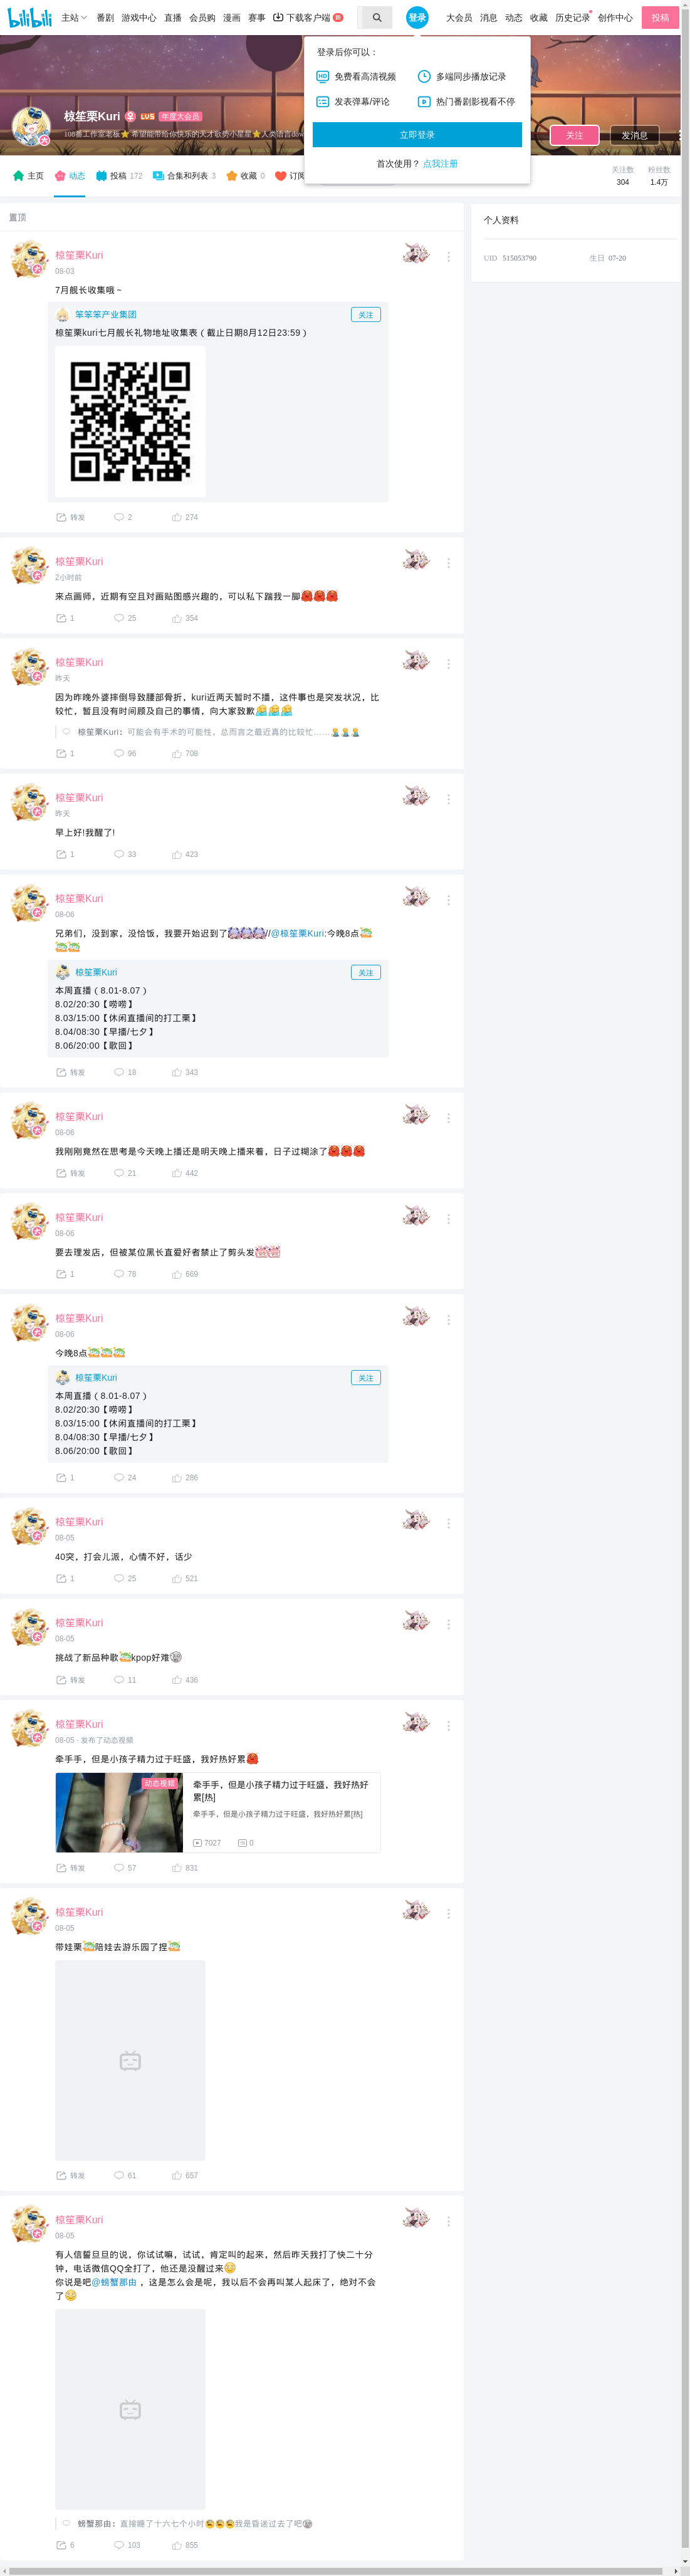 bilibili 主站 番剧 游戏中心 直播 会员购 漫画 赛事 下载客户端 登录 大会员 消息 动态 收藏 历史记录 创作中心 投稿
登录后你可以：
免费看高清视频 多端同步播放记录
发表弹幕/评论 热门番剧影视看不停
立即登录
首次使用？ 点我注册
椋笙栗Kuri LV5 年度大会员
108番工作室老板⭐ 希望能带给你快乐的天才歌势小星星⭐人类语言dow
关注 发消息
主页 动态 投稿 172 合集和列表 3 收藏 0 订阅
关注数 粉丝数
304 1.4万
个人资料
UID 515053790 生日 07-20
置顶
椋笙栗Kuri
08-03
7月舰长收集哦～
笨笨笨产业集团 关注
椋笙栗kuri七月舰长礼物地址收集表（截止日期8月12日23:59）
转发 2 274
椋笙栗Kuri
2小时前
来点画师，近期有空且对画贴图感兴趣的，可以私下踹我一脚
1 25 354
椋笙栗Kuri
昨天
因为昨晚外婆摔倒导致腰部骨折，kuri近两天暂时不播，这件事也是突发状况，比
较忙，暂且没有时间顾及自己的事情，向大家致歉
椋笙栗Kuri：可能会有手术的可能性，总而言之最近真的比较忙……
1 96 708
椋笙栗Kuri
昨天
早上好!我醒了!
1 33 423
椋笙栗Kuri
08-06
兄弟们，没到家，没恰饭，我要开始迟到了//@椋笙栗Kuri:今晚8点
椋笙栗Kuri 关注
本周直播（8.01-8.07）
8.02/20:30【唠唠】
8.03/15:00【休闲直播间的打工栗】
8.04/08:30【早播/七夕】
8.06/20:00【歌回】
转发 18 343
椋笙栗Kuri
08-06
我刚刚竟然在思考是今天晚上播还是明天晚上播来着，日子过糊涂了
转发 21 442
椋笙栗Kuri
08-06
要去理发店，但被某位黑长直爱好者禁止了剪头发
1 78 669
椋笙栗Kuri
08-06
今晚8点
椋笙栗Kuri 关注
本周直播（8.01-8.07）
8.02/20:30【唠唠】
8.03/15:00【休闲直播间的打工栗】
8.04/08:30【早播/七夕】
8.06/20:00【歌回】
1 24 286
椋笙栗Kuri
08-05
40突，打会儿派，心情不好，话少
1 25 521
椋笙栗Kuri
08-05
挑战了新品种歌kpop好难
转发 11 436
椋笙栗Kuri
08-05 · 发布了动态视频
牵手手，但是小孩子精力过于旺盛，我好热好累
动态视频
牵手手，但是小孩子精力过于旺盛，我好热好
累[热]
牵手手，但是小孩子精力过于旺盛，我好热好累[热]
7027 0
转发 57 831
椋笙栗Kuri
08-05
带娃栗陪娃去游乐园了捏
转发 61 657
椋笙栗Kuri
08-05
有人信誓旦旦的说，你试试嘛，试试，肯定叫的起来，然后昨天我打了快二十分
钟，电话微信QQ全打了，他还是没醒过来
你说是吧@螃蟹那由 ，这是怎么会是呢，我以后不会再叫某人起床了，绝对不会
了
螃蟹那由：直接睡了十六七个小时我是昏迷过去了吧
6 103 855